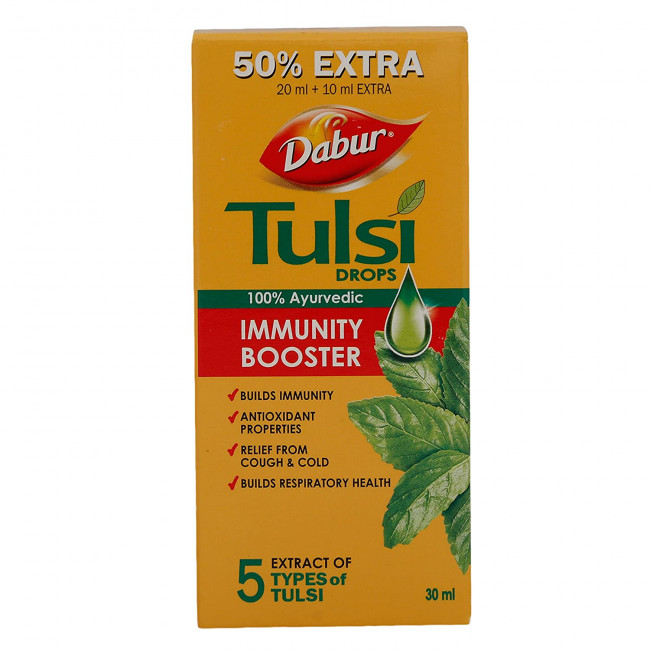 50% EXTRA
20 ml + 10 ml EXTRA
Dabur®
Tulsi
DROPS
100% Ayurvedic
IMMUNITY
BOOSTER
BUILDS IMMUNITY
ANTIOXIDANT
PROPERTIES
RELIEF FROM
COUGH & COLD
BUILDS RESPIRATORY HEALTH
5 EXTRACT OF
TYPES of
TULSI
30 ml